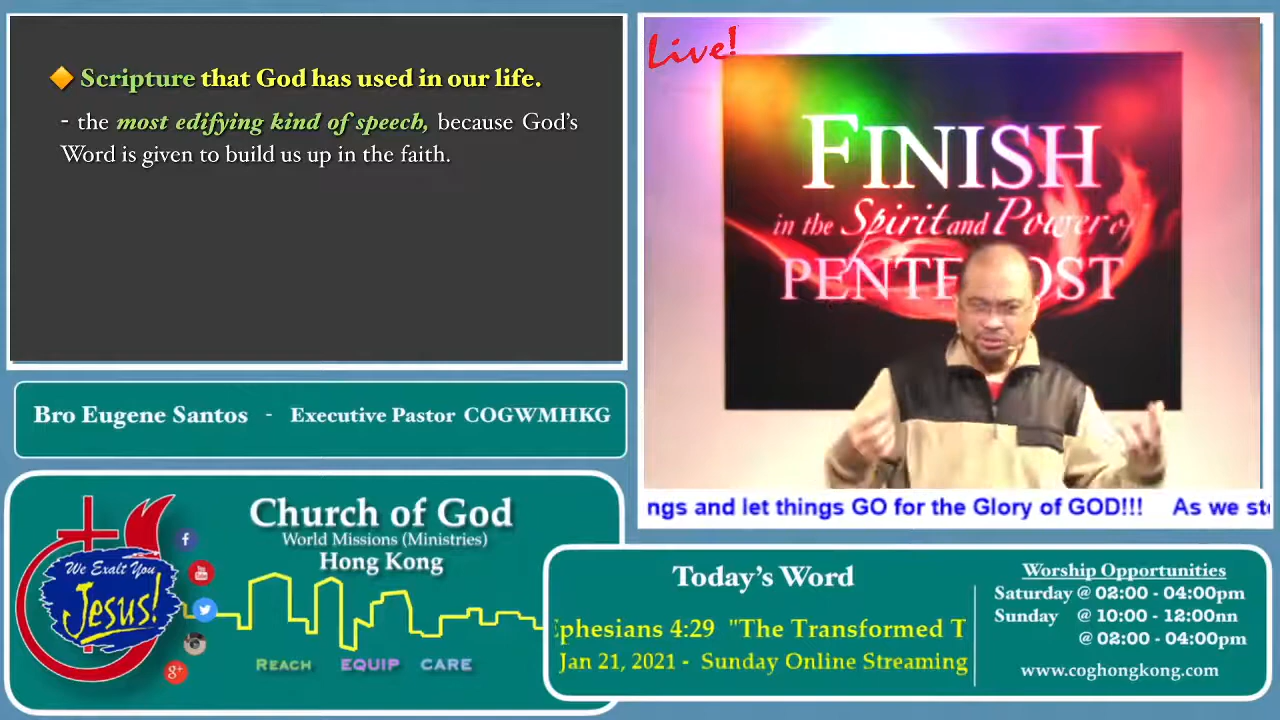 Scripture that God has used in our life.
- the most edifying kind of speech, because God's
Word is given to build us up in the faith.
Live!
FINISH
in the Spirit and Power of
PENTE OST
ngs and let things GO for the Glory of GOD!!! As we st
Bro Eugene Santos - Executive Pastor COGWMHKG
We Exalt You
Jesus!
Church of God
World Missions (Ministries)
Hong Kong
REACH EQUIP CARE
Today's Word
phesians 4:29 "The Transformed T
Jan 21, 2021 - Sunday Online Streaming
Worship Opportunities
Saturday @ 02:00 - 04:00pm
Sunday @ 10:00 - 12:00nn
@ 02:00 - 04:00pm
www.coghongkong.com